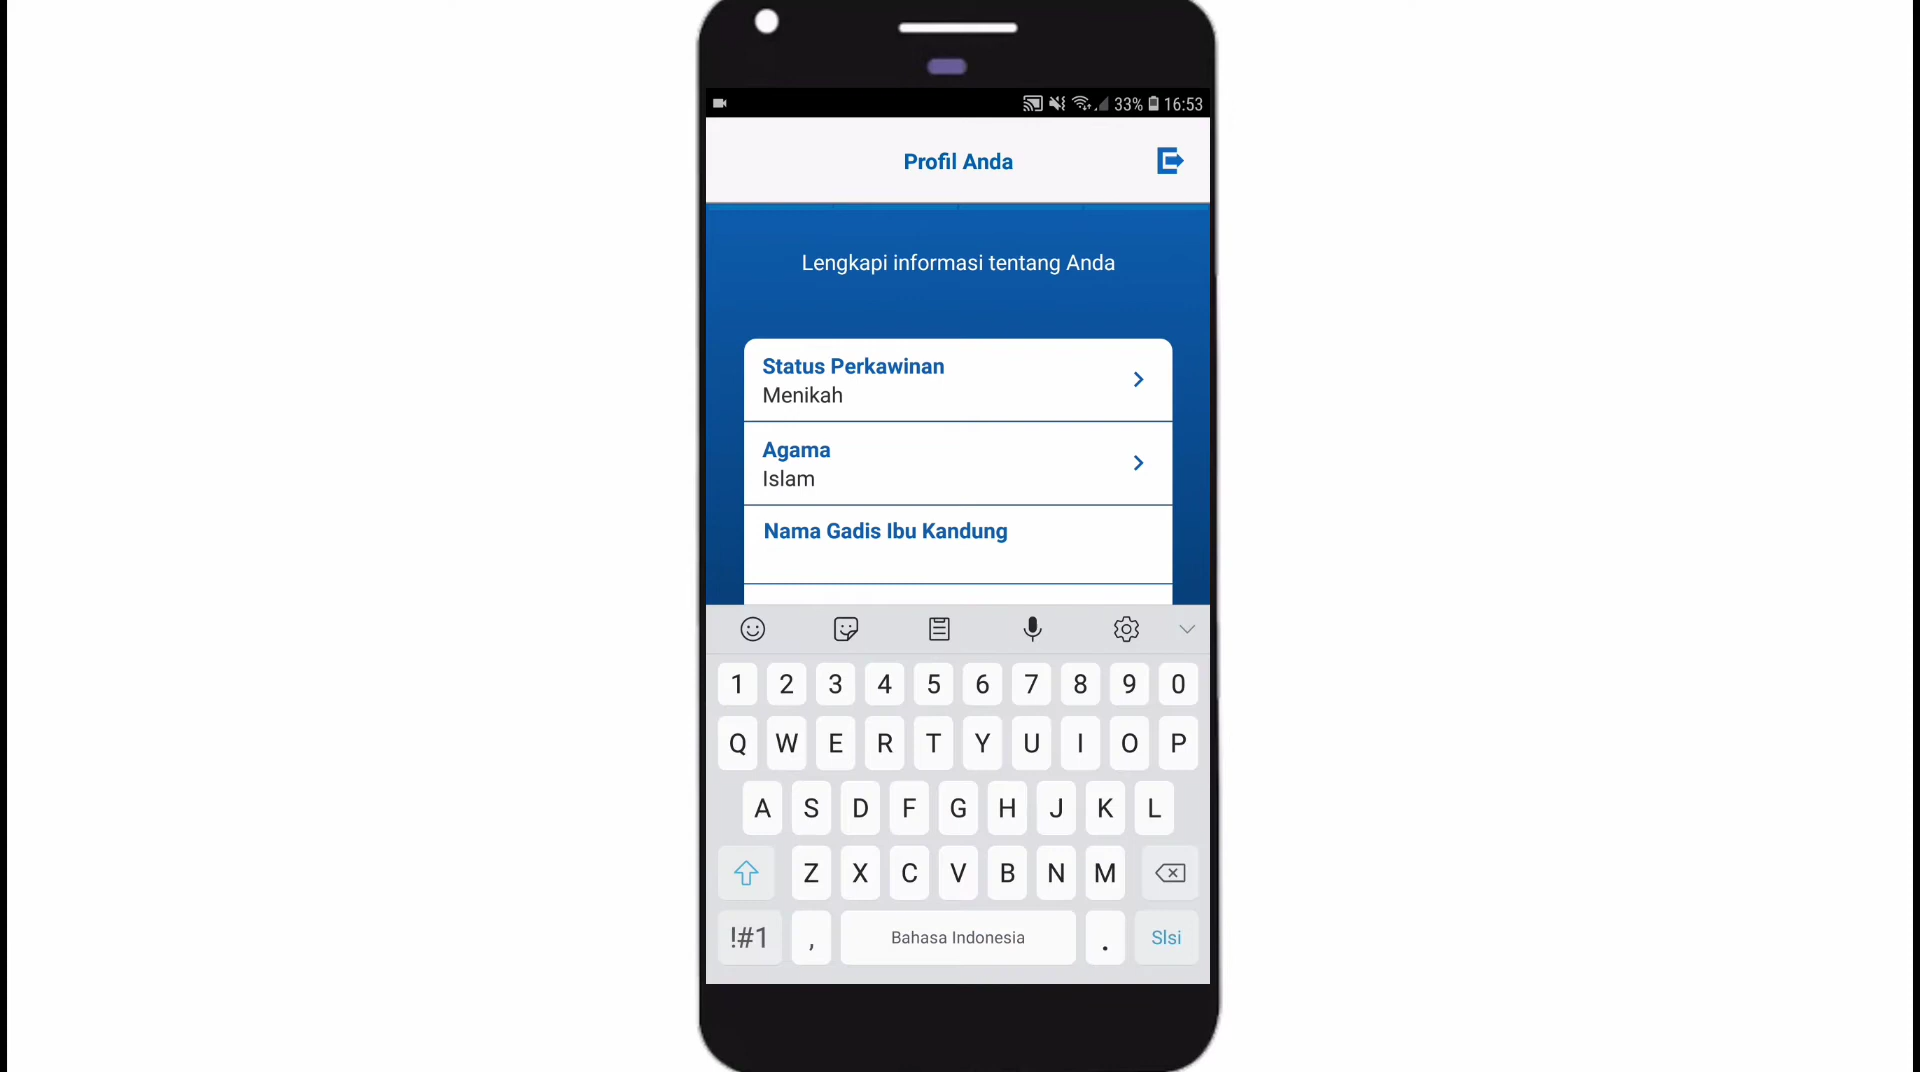 33% 16:53
Profil Anda
Lengkapi informasi tentang Anda
Status Perkawinan
Menikah
Agama
Islam
Nama Gadis Ibu Kandung
1 2 3 4 5 6 7 8 9 0
Q W E R T Y U I O P
A S D F G H J K L
Z X C V B N M
!#1 , Bahasa Indonesia . Slsi